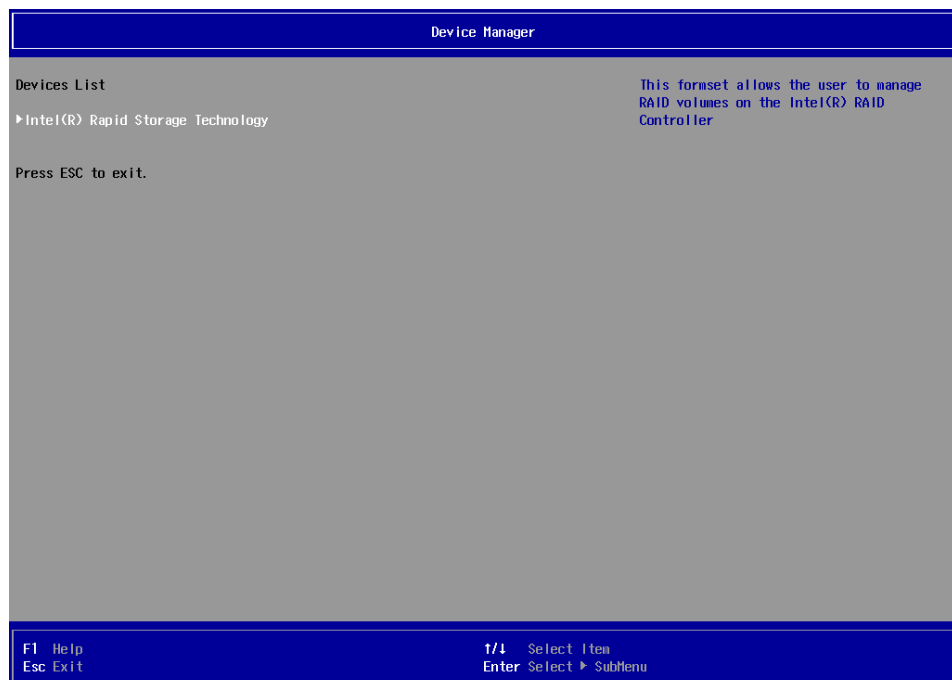 Device Manager
Devices List
▶Intel(R) Rapid Storage Technology
Press ESC to exit.
This formset allows the user to manage
RAID volumes on the Intel(R) RAID
Controller
F1 Help
Esc Exit
↑/↓ Select Item
Enter Select ▶ SubMenu